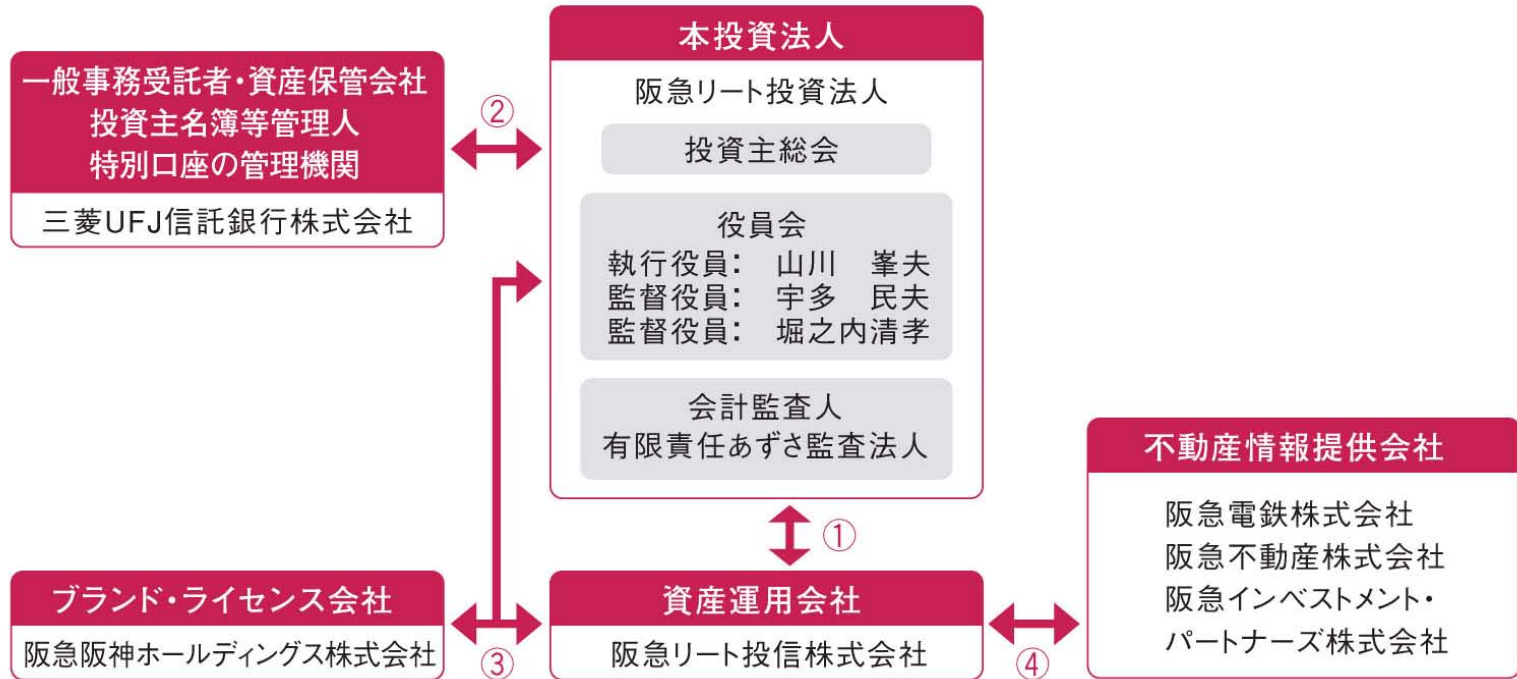 本投資法人
阪急リート投資法人
投資主総会
役員会
執行役員： 山川 峯夫
監督役員： 宇多 民夫
監督役員： 堀之内清孝
会計監査人
有限責任あずさ監査法人
一般事務受託者・資産保管会社
投資主名簿等管理人
特別口座の管理機関
三菱UFJ信託銀行株式会社
②
①
不動産情報提供会社
阪急電鉄株式会社
阪急不動産株式会社
阪急インベストメント・
パートナーズ株式会社
ブランド・ライセンス会社
阪急阪神ホールディングス株式会社
③
資産運用会社
阪急リート投信株式会社
④